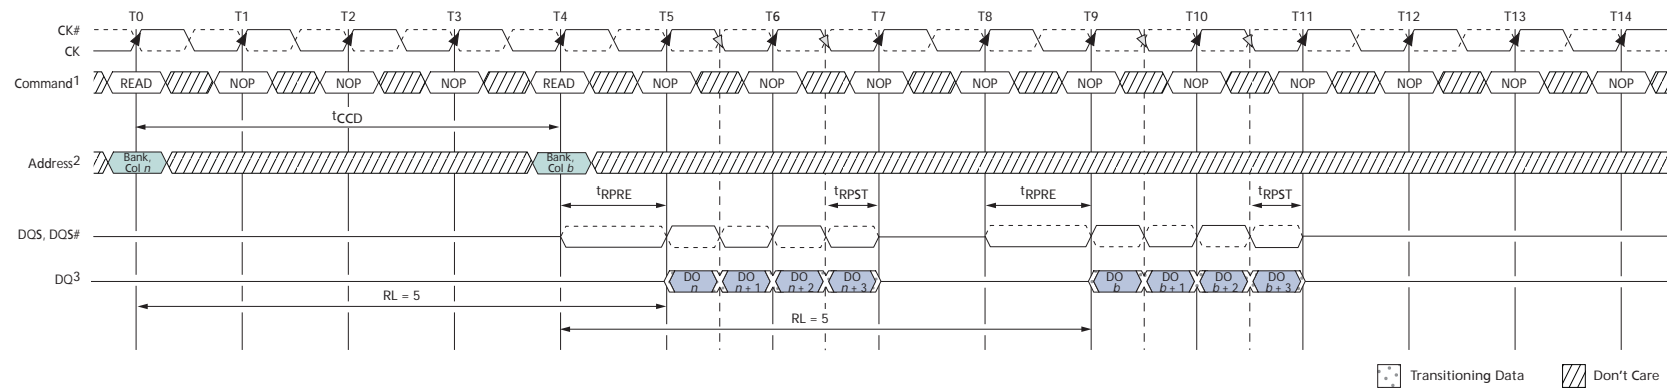 T0 T1 T2 T3 T4 T5 T6 T7 T8 T9 T10 T11 T12 T13 T14
CK#
CK
Command1 READ NOP NOP NOP READ NOP NOP NOP NOP NOP NOP NOP NOP NOP NOP
tCCD
Address2 Bank, Col n Bank, Col b
tRPRE tRPST tRPRE tRPST
DQS, DQS#
DQ3 DO n DO n + 1 DO n + 2 DO n + 3 DO b DO b + 1 DO b + 2 DO b + 3
RL = 5
RL = 5
Transitioning Data Don't Care